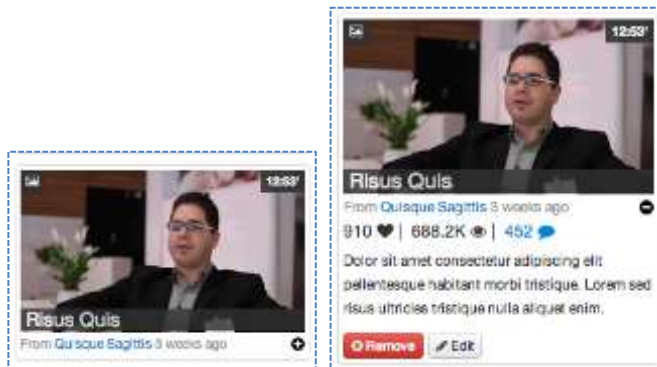 12:53'
Risus Quis
From Quisque Sagittis 3 weeks ago
12:53'
Risus Quis
From Quisque Sagittis 3 weeks ago
910 | 688.2K | 452
Dolor sit amet consectetur adipiscing elit
pellentesque habitant morbi tristique. Lorem sed
risus ultricies tristique nulla aliquet enim.
Remove Edit